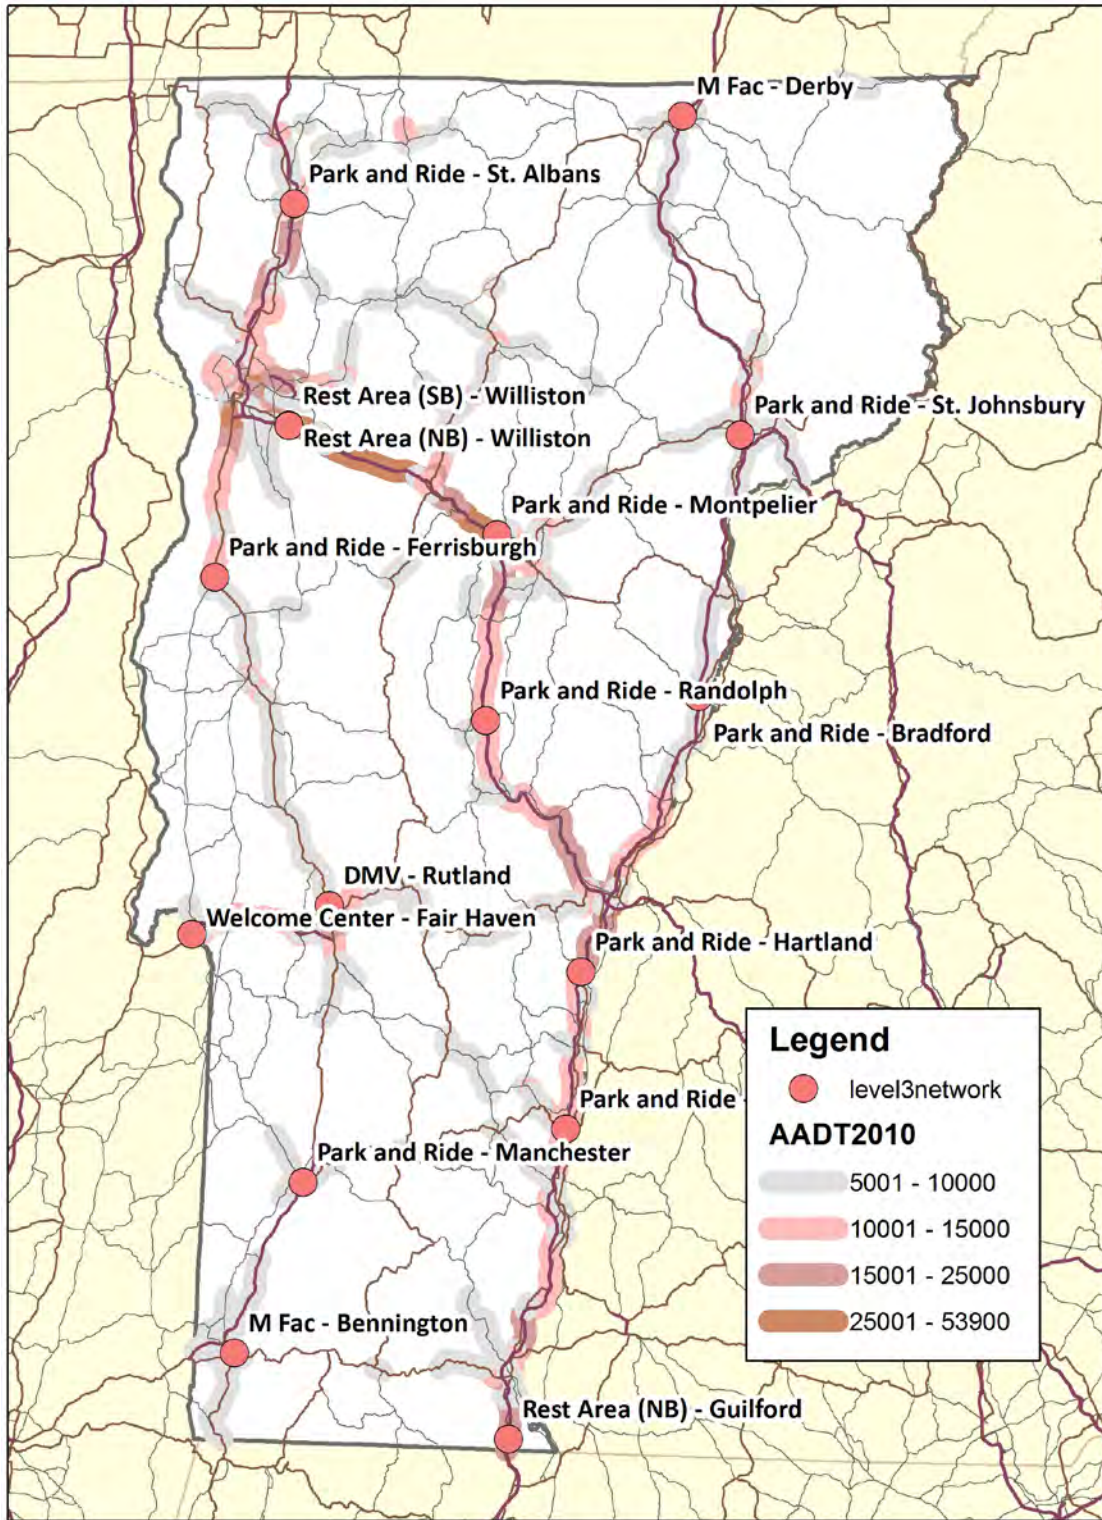 M Fac - Derby
Park and Ride - St. Albans
Rest Area (SB) - Williston
Park and Ride - St. Johnsbury
Rest Area (NB) - Williston
Park and Ride - Montpelier
Park and Ride - Ferrisburgh
Park and Ride - Randolph
Park and Ride - Bradford
DMV - Rutland
Welcome Center - Fair Haven
Park and Ride - Hartland
Legend
level3network
Park and Ride -
AADT2010
Park and Ride - Manchester
5001 - 10000
10001 - 15000
15001 - 25000
25001 - 53900
M Fac - Bennington
Rest Area (NB) - Guilford